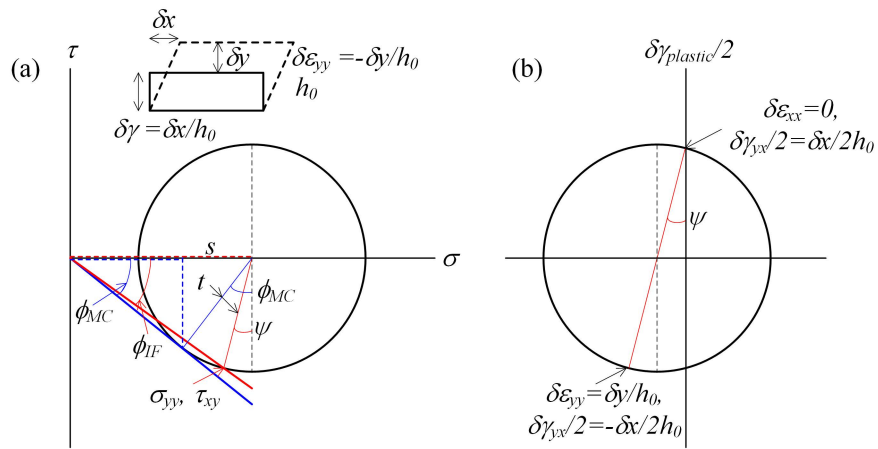 (a)
τ
δx
δy
δε_yy = -δy/h_0
h_0
δγ = δx/h_0
s
σ
t
ϕ_MC
ϕ_MC
ϕ_IF
ψ
σ_yy, τ_xy
(b)
δγ_plastic/2
δε_xx=0,
δγ_yx/2=δx/2h_0
ψ
δε_yy=δy/h_0,
δγ_yx/2=-δx/2h_0